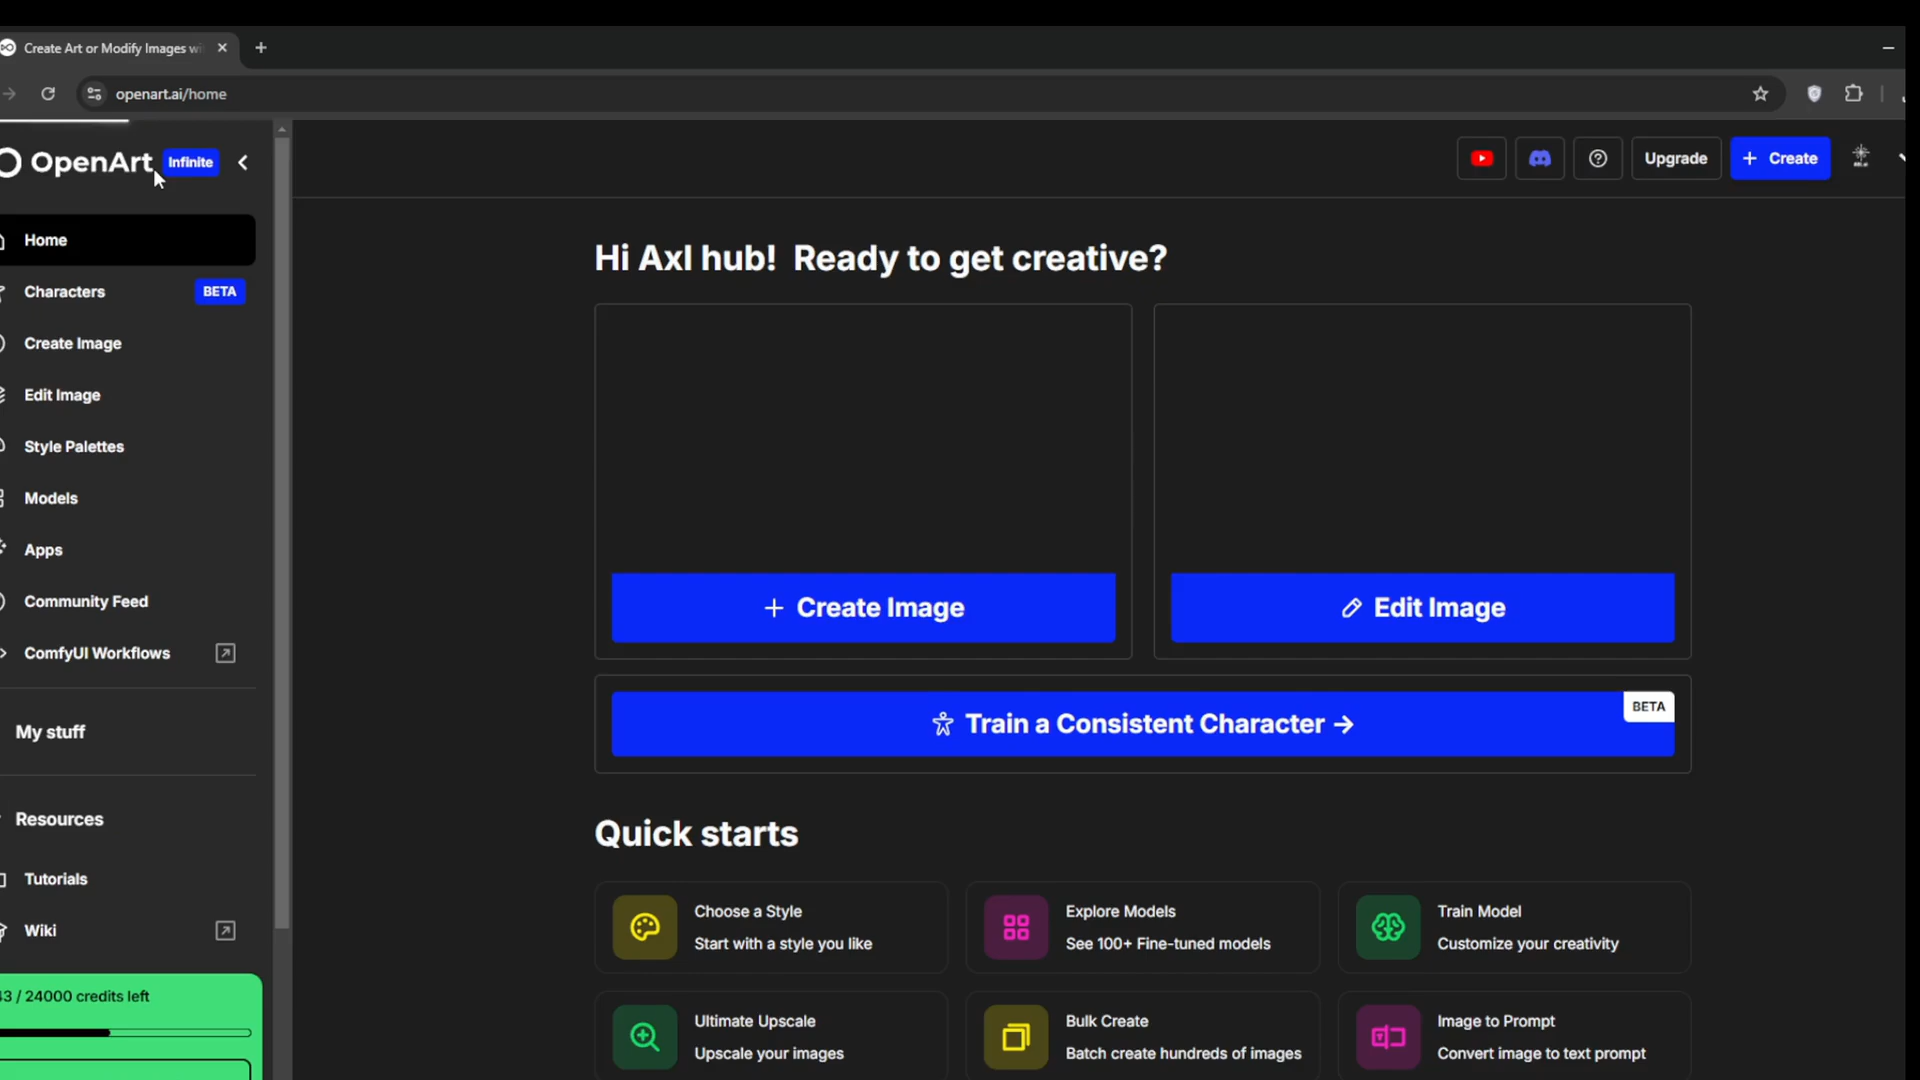 Create Art or Modify Images wi
openart.ai/home
OpenArt Infinite
Upgrade
+ Create
Home
Characters BETA
Create Image
Edit Image
Style Palettes
Models
Apps
Community Feed
ComfyUI Workflows
My stuff
Resources
Tutorials
Wiki
43 / 24000 credits left
Hi Axl hub! Ready to get creative?
+ Create Image
Edit Image
Train a Consistent Character →
BETA
Quick starts
Choose a Style
Start with a style you like
Explore Models
See 100+ Fine-tuned models
Train Model
Customize your creativity
Ultimate Upscale
Upscale your images
Bulk Create
Batch create hundreds of images
Image to Prompt
Convert image to text prompt